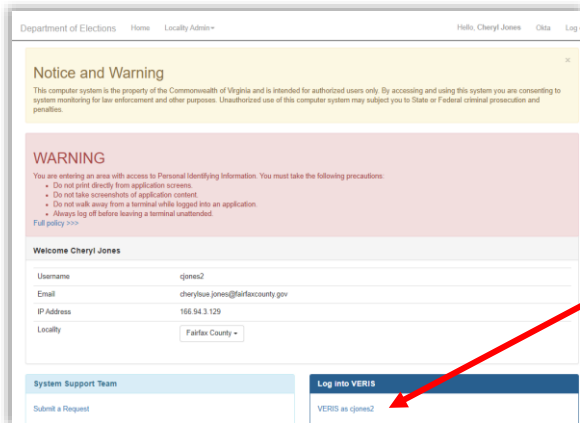 Department of Elections Home Locality Admin Hello, Cheryl Jones Okta Log
×
Notice and Warning
This computer system is the property of the Commonwealth of Virginia and is intended for authorized users only. By accessing and using this system you are consenting to
system monitoring for law enforcement and other purposes. Unauthorized use of this computer system may subject you to State or Federal criminal prosecution and
penalties.
WARNING
You are entering an area with access to Personal Identifying Information. You must take the following precautions:
• Do not print directly from application screens.
• Do not take screenshots of application content.
• Do not walk away from a terminal while logged into an application.
• Always log off before leaving a terminal unattended.
Full policy >>>
Welcome Cheryl Jones
Username cjones2
Email cherylsue.jones@fairfaxcounty.gov
IP Address 166.94.3.129
Locality Fairfax County
System Support Team Log into VERIS
Submit a Request VERIS as cjones2